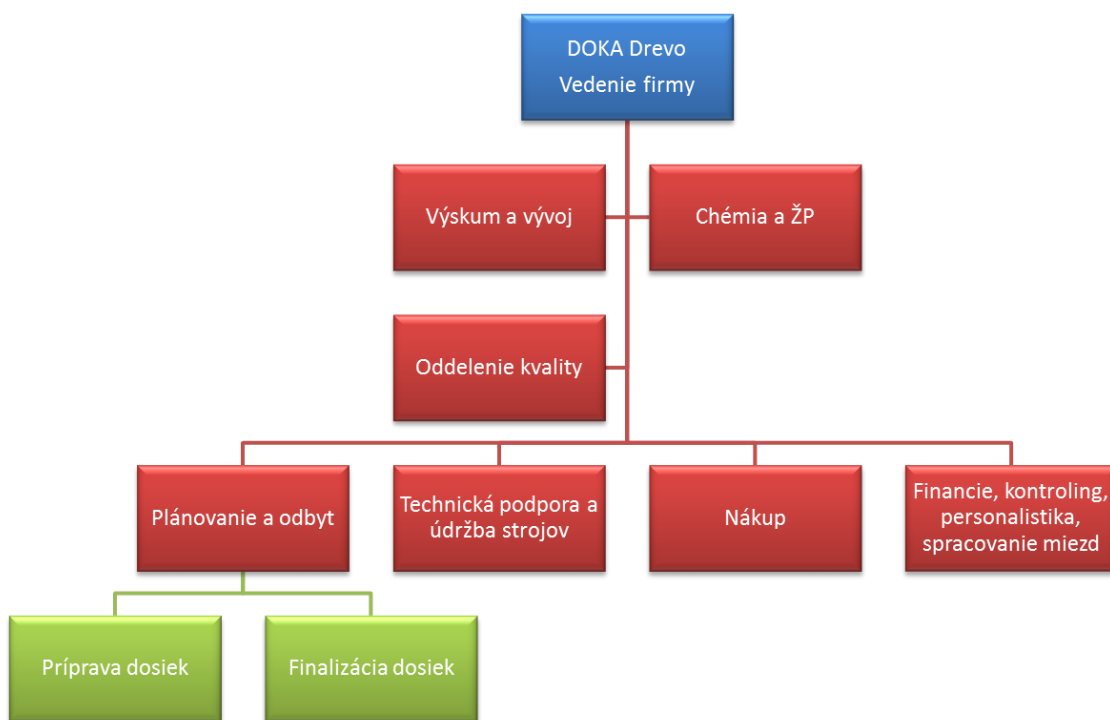 DOKA Drevo
Vedenie firmy
Výskum a vývoj
Chémia a ŽP
Oddelenie kvality
Plánovanie a odbyt
Technická podpora a
údržba strojov
Nákup
Financie, kontroling,
personalistika,
spracovanie miezd
Príprava dosiek
Finalizácia dosiek